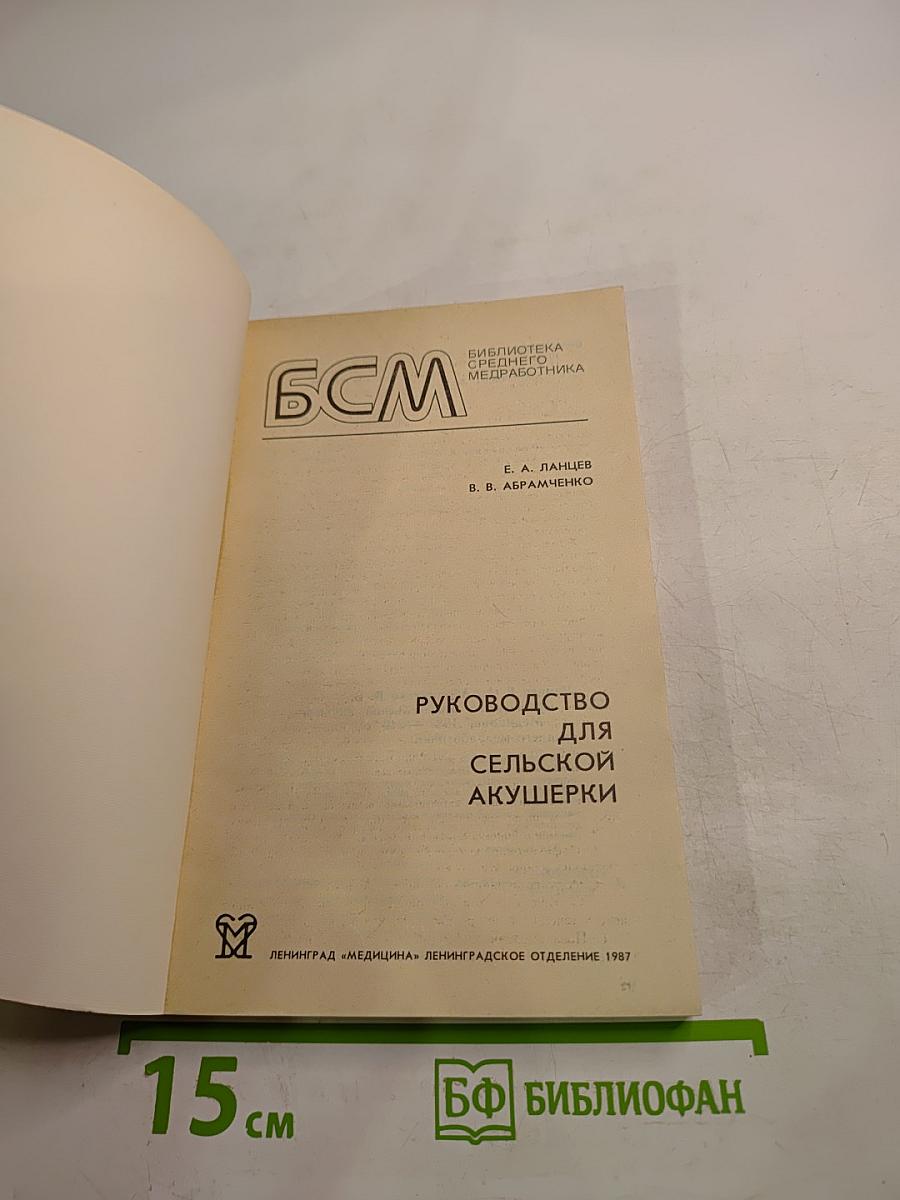 БСМ
БИБЛИОТЕКА
СРЕДНЕГО
МЕДРАБОТНИКА
Е. А. ЛАНЦЕВ
В. В. АБРАМЧЕНКО
РУКОВОДСТВО
ДЛЯ
СЕЛЬСКОЙ
АКУШЕРКИ
ЛЕНИНГРАД «МЕДИЦИНА» ЛЕНИНГРАДСКОЕ ОТДЕЛЕНИЕ 1987
15 см
БФ БИБЛИОФАН